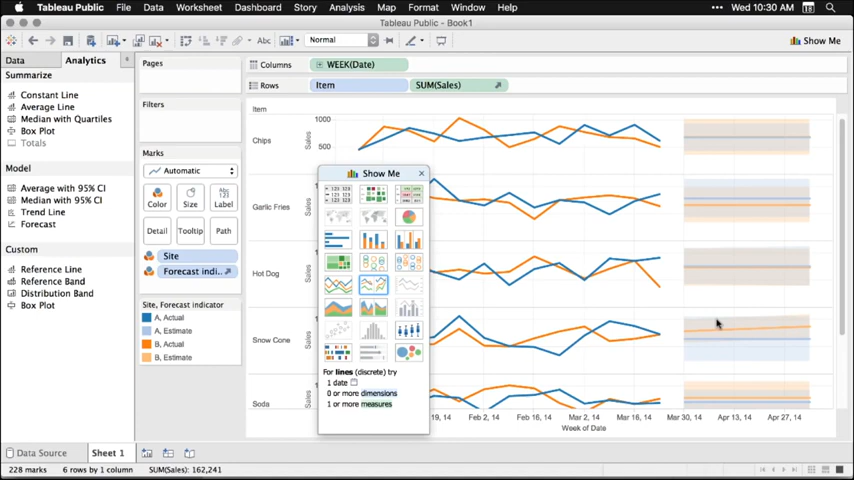 Tableau Public Data Worksheet Dashboard Story Analysis Map Format Window Help Wed 10:30 AM 18
Tableau Public - Book1
Abc Normal Show Me
Data Analytics
Summarize
Constant Line
Average Line
Median with Quartiles
Box Plot
Totals
Model
Average with 95% CI
Median with 95% CI
Trend Line
Forecast
Custom
Reference Line
Reference Band
Distribution Band
Box Plot
Pages
Filters
Marks
Automatic
Color Size Label
Detail Tooltip Path
Site
Forecast indi..
Site, Forecast indicator
A, Actual
A, Estimate
B, Actual
B, Estimate
Columns WEEK(Date)
Rows Item SUM(Sales)
Item
Chips
Sales
1000
500
Garlic Fries
Sales
Hot Dog
Sales
Snow Cone
Sales
Soda
Sales
19, 14 Feb 2, 14 Feb 16, 14 Mar 2, 14 Mar 16, 14 Mar 30, 14 Apr 13, 14 Apr 27, 14
Week of Date
Show Me
For lines (discrete) try
1 date
0 or more dimensions
1 or more measures
Data Source Sheet 1
228 marks 6 rows by 1 column SUM(Sales): 162,241